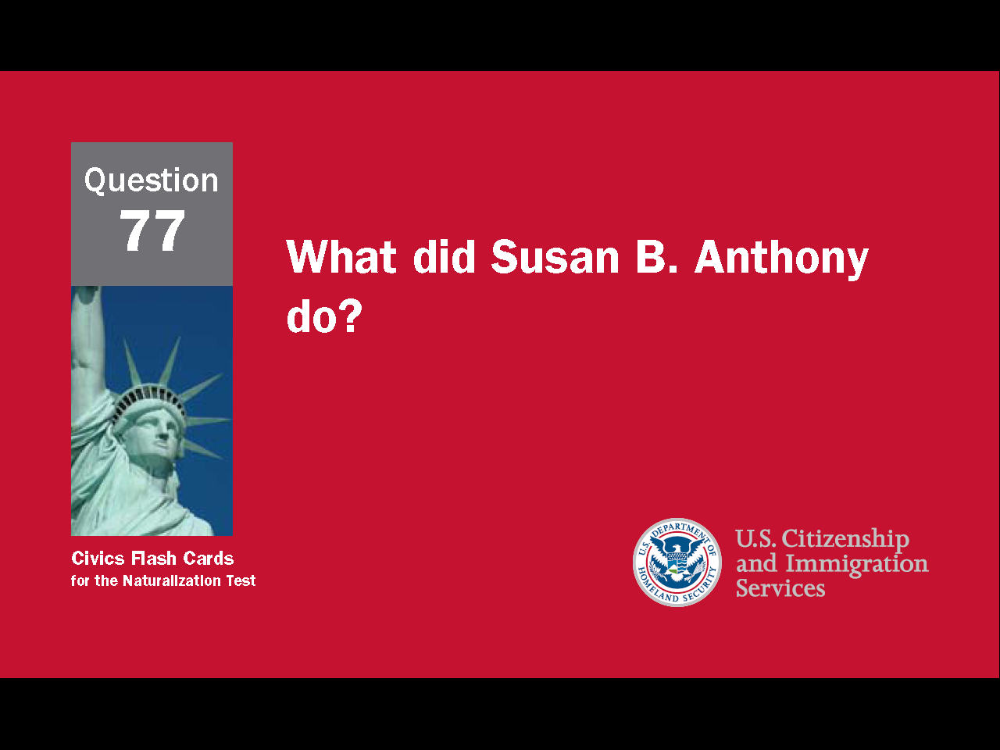 Question
77
What did Susan B. Anthony
do?
Civics Flash Cards
for the Naturalization Test
U.S. DEPARTMENT OF
HOMELAND SECURITY
U.S. Citizenship
and Immigration
Services